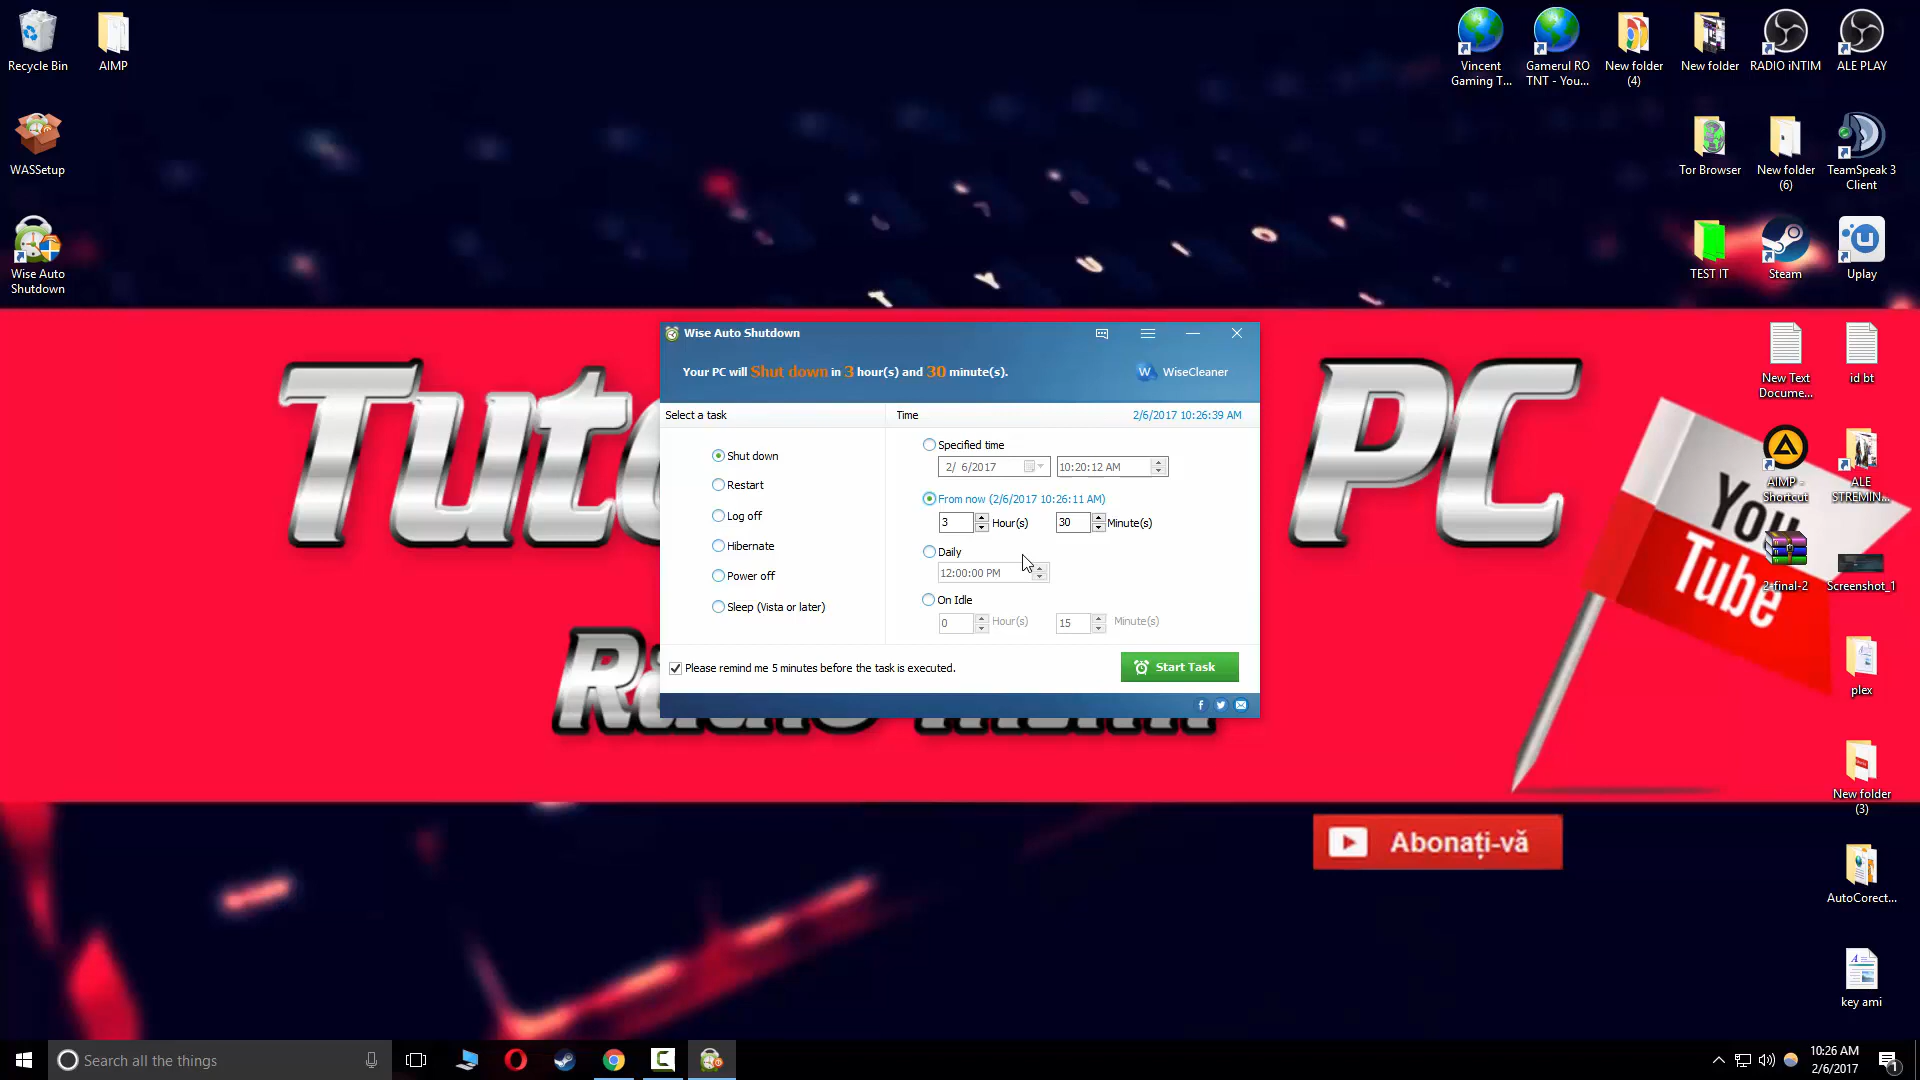 Recycle Bin
AIMP
WASSetup
Wise Auto
Shutdown
Vincent
Gaming T...
Gamerul RO
TNT - You...
New folder
(4)
New folder
RADIO iNTIM
ALE PLAY
Tor Browser
New folder
(6)
TeamSpeak 3
Client
TEST IT
Steam
Uplay
New Text
Docume...
id bt
AIMP -
Shortcut
ALE
STREMIN...
2-final-2
Screenshot_1
plex
New folder
(3)
AutoCorect...
key ami
PC
You
Tube
Abonați-vă
Wise Auto Shutdown
Your PC will Shut down in 3 hour(s) and 30 minute(s).
W WiseCleaner
Select a task
Time
2/6/2017 10:26:39 AM
Shut down
Restart
Log off
Hibernate
Power off
Sleep (Vista or later)
Specified time
2/ 6/2017
10:20:12 AM
From now (2/6/2017 10:26:11 AM)
3 Hour(s) 30 Minute(s)
Daily
12:00:00 PM
On Idle
0 Hour(s) 15 Minute(s)
Please remind me 5 minutes before the task is executed.
Start Task
Search all the things
10:26 AM
2/6/2017
1